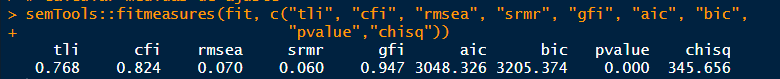 > semTools::fitmeasures(fit, c("tli", "cfi", "rmsea", "srmr", "gfi", "aic", "bic",
+ "pvalue","chisq"))
tli cfi rmsea srmr gfi aic bic pvalue chisq
0.768 0.824 0.070 0.060 0.947 3048.326 3205.374 0.000 345.656